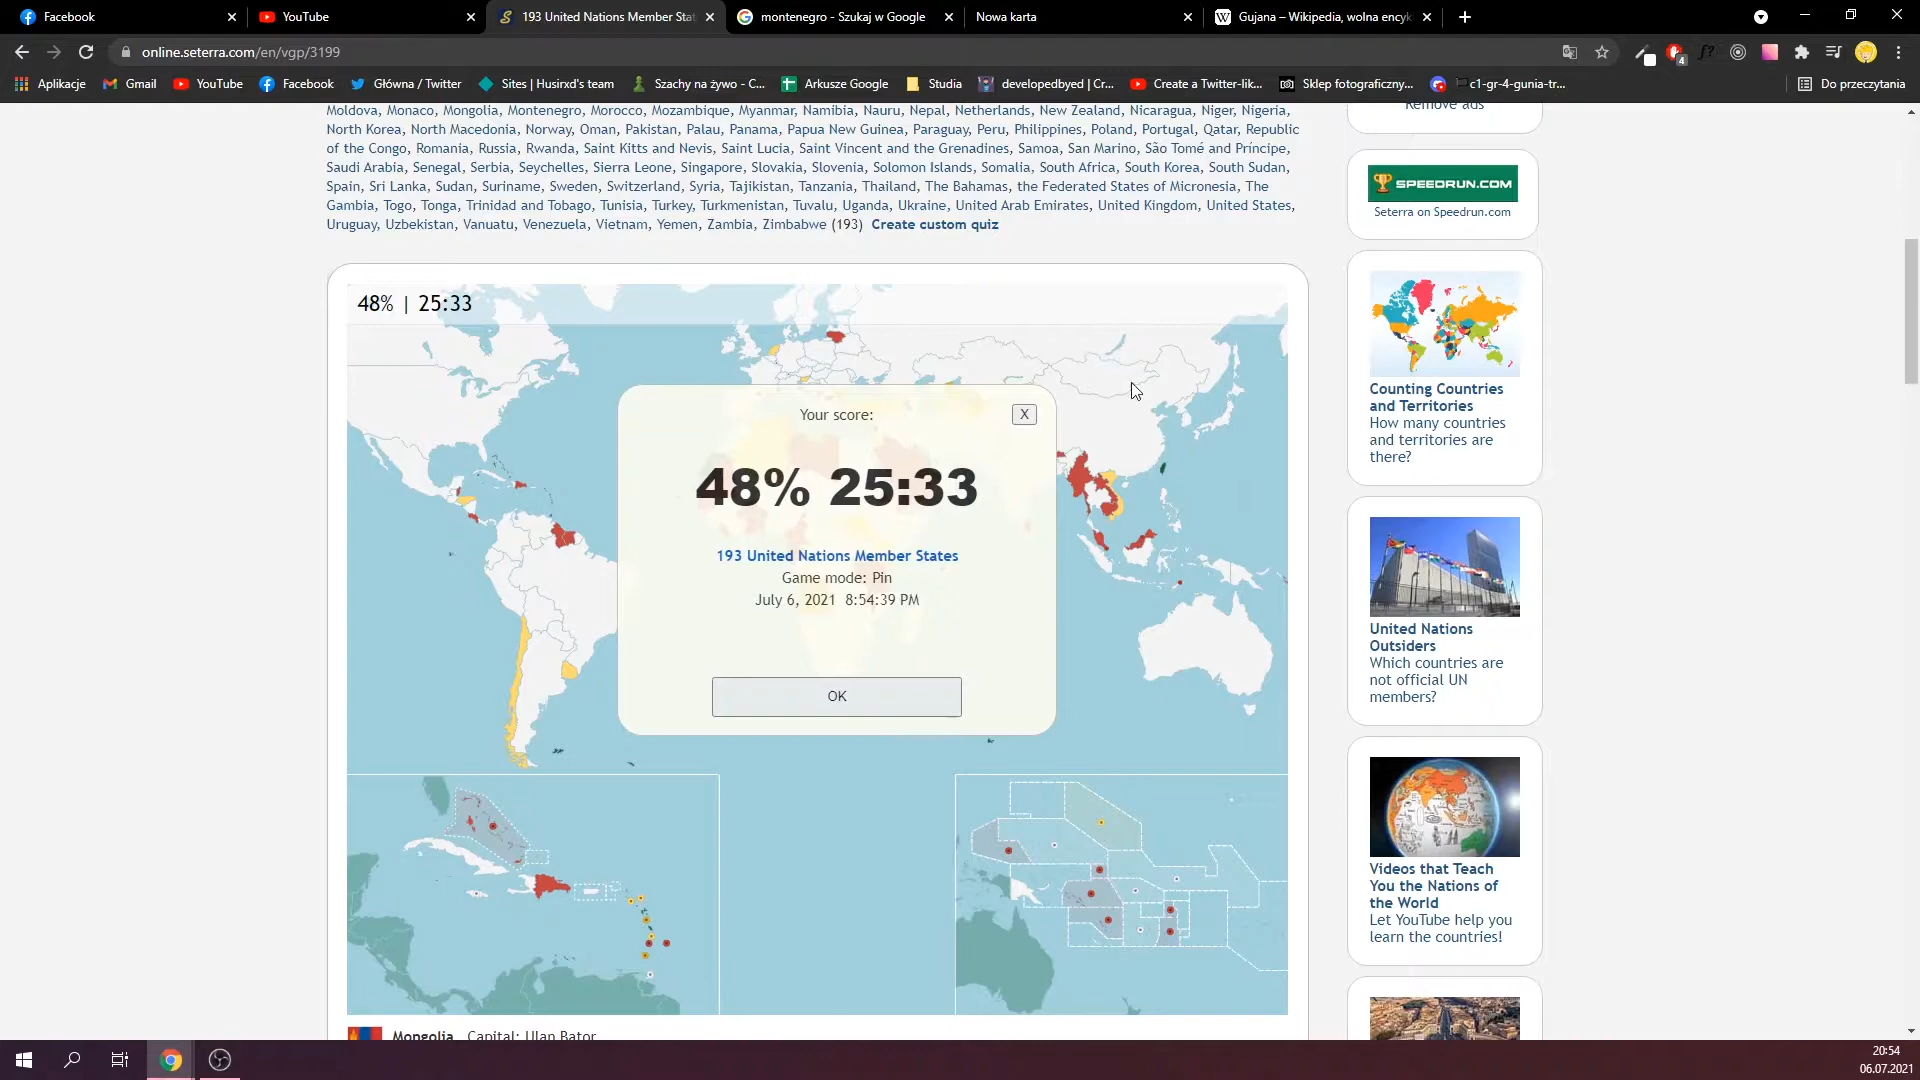 Facebook
YouTube
193 United Nations Member Stat
montenegro - Szukaj w Google
Nowa karta
Gujana – Wikipedia, wolna encyk
online.seterra.com/en/vgp/3199
4
Aplikacje
Gmail
YouTube
Facebook
Główna / Twitter
Sites | Husirxd's team
Szachy na żywo - C...
Arkusze Google
Studia
developedbyed | Cr...
Create a Twitter-lik...
Sklep fotograficzny...
c1-gr-4-gunia-tr...
Do przeczytania
Moldova, Monaco, Mongolia, Montenegro, Morocco, Mozambique, Myanmar, Namibia, Nauru, Nepal, Netherlands, New Zealand, Nicaragua, Niger, Nigeria,
North Korea, North Macedonia, Norway, Oman, Pakistan, Palau, Panama, Papua New Guinea, Paraguay, Peru, Philippines, Poland, Portugal, Qatar, Republic
of the Congo, Romania, Russia, Rwanda, Saint Kitts and Nevis, Saint Lucia, Saint Vincent and the Grenadines, Samoa, San Marino, São Tomé and Príncipe,
Saudi Arabia, Senegal, Serbia, Seychelles, Sierra Leone, Singapore, Slovakia, Slovenia, Solomon Islands, Somalia, South Africa, South Korea, South Sudan,
Spain, Sri Lanka, Sudan, Suriname, Sweden, Switzerland, Syria, Tajikistan, Tanzania, Thailand, The Bahamas, the Federated States of Micronesia, The
Gambia, Togo, Tonga, Trinidad and Tobago, Tunisia, Turkey, Turkmenistan, Tuvalu, Uganda, Ukraine, United Arab Emirates, United Kingdom, United States,
Uruguay, Uzbekistan, Vanuatu, Venezuela, Vietnam, Yemen, Zambia, Zimbabwe (193) Create custom quiz
48% | 25:33
Your score:
X
48% 25:33
193 United Nations Member States
Game mode: Pin
July 6, 2021 8:54:39 PM
OK
Mongolia Capital: Ulan Bator
Remove ads
SPEEDRUN.COM
Seterra on Speedrun.com
Counting Countries
and Territories
How many countries
and territories are
there?
United Nations
Outsiders
Which countries are
not official UN
members?
Videos that Teach
You the Nations of
the World
Let YouTube help you
learn the countries!
20:54
06.07.2021